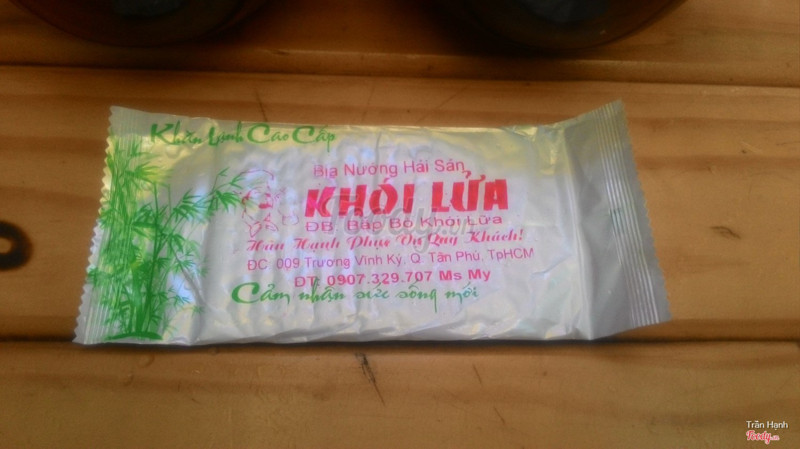 Khăn Lạnh Cao Cấp
Bia Nướng Hải Sản
KHÓI LỬA
ĐB Bắp Bò Khói Lửa
Hân Hạnh Phục Vụ Quý Khách!
ĐC 009 Trương Vĩnh Ký. Q. Tân Phú, TpHCM
ĐT: 0907.329.707 Ms My
Cảm nhận sức sống mới
Trần Hạnh
Foody.vn